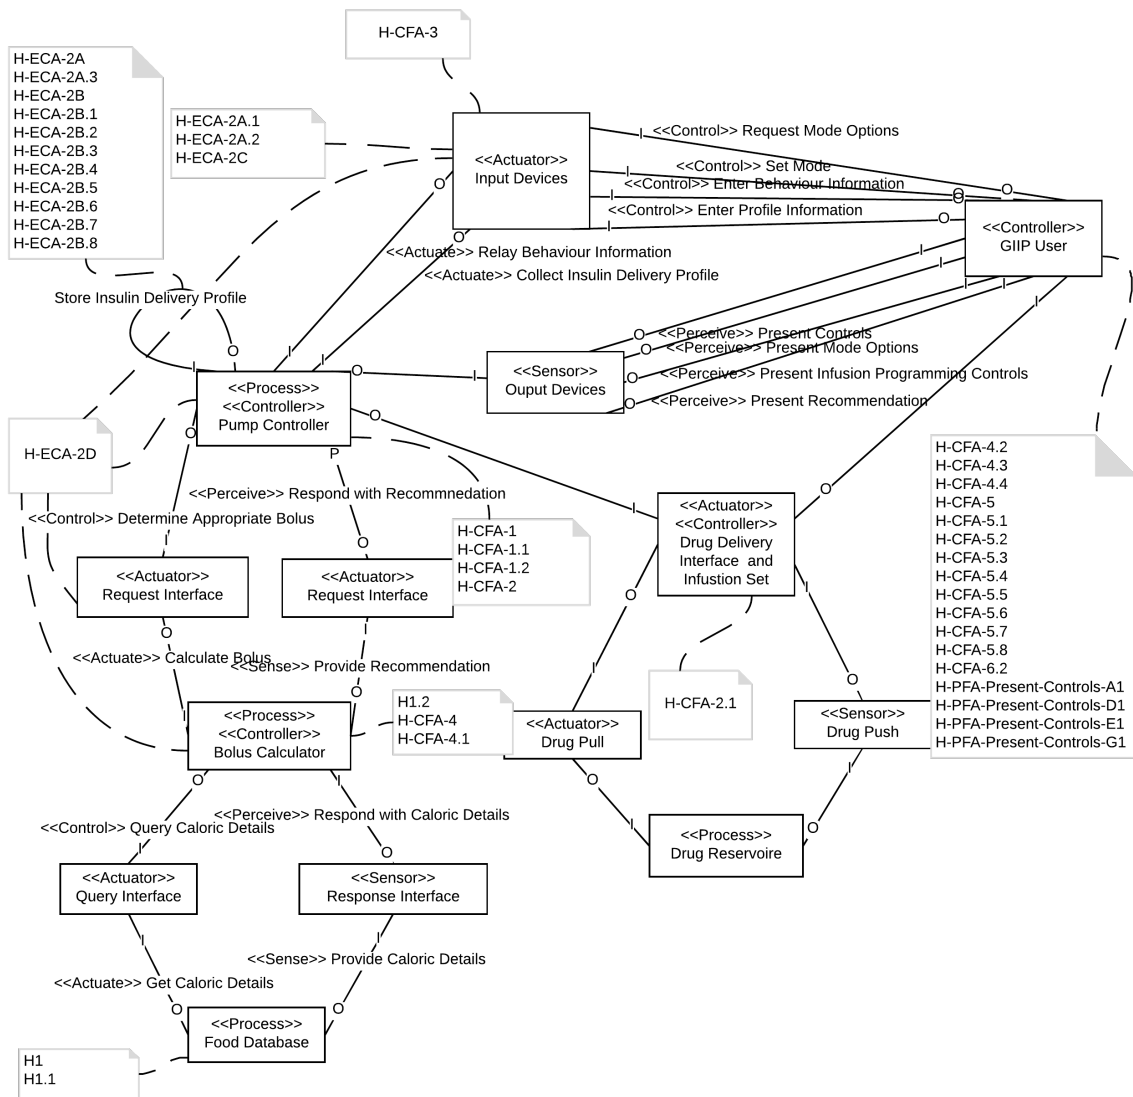 H-CFA-3
H-ECA-2A
H-ECA-2A.3
H-ECA-2B
H-ECA-2B.1
H-ECA-2B.2
H-ECA-2B.3
H-ECA-2B.4
H-ECA-2B.5
H-ECA-2B.6
H-ECA-2B.7
H-ECA-2B.8
H-ECA-2A.1
H-ECA-2A.2
H-ECA-2C
<<Actuator>>
Input Devices
I
<<Control>> Request Mode Options
O
I
<<Control>> Set Mode
O
I
<<Control>> Enter Behaviour Information
O
I
<<Control>> Enter Profile Information
O
<<Controller>>
GIIP User
O
<<Actuate>> Relay Behaviour Information
I
O
<<Actuate>> Collect Insulin Delivery Profile
I
Store Insulin Delivery Profile
O
I
I
I
I
I
I
O
<<Perceive>> Present Controls
O
<<Perceive>> Present Mode Options
O
<<Perceive>> Present Infusion Programming Controls
O
<<Perceive>> Present Recommendation
<<Sensor>>
Ouput Devices
O
I
<<Process>>
<<Controller>>
Pump Controller
O
O
P
H-ECA-2D
<<Perceive>> Respond with Recommnedation
<<Control>> Determine Appropriate Bolus
I
O
H-CFA-1
H-CFA-1.1
H-CFA-1.2
H-CFA-2
I
O
<<Actuator>>
<<Controller>>
Drug Delivery
Interface and
Infustion Set
H-CFA-4.2
H-CFA-4.3
H-CFA-4.4
H-CFA-5
H-CFA-5.1
H-CFA-5.2
H-CFA-5.3
H-CFA-5.4
H-CFA-5.5
H-CFA-5.6
H-CFA-5.7
H-CFA-5.8
H-CFA-6.2
H-PFA-Present-Controls-A1
H-PFA-Present-Controls-D1
H-PFA-Present-Controls-E1
H-PFA-Present-Controls-G1
<<Actuator>>
Request Interface
<<Actuator>>
Request Interface
O
I
O
I
I
O
<<Actuate>> Calculate Bolus
<<Sense>> Provide Recommendation
I
O
<<Process>>
<<Controller>>
Bolus Calculator
H1.2
H-CFA-4
H-CFA-4.1
H-CFA-2.1
<<Actuator>>
Drug Pull
<<Sensor>>
Drug Push
O
I
I
O
O
I
<<Process>>
Drug Reservoire
<<Perceive>> Respond with Caloric Details
<<Control>> Query Caloric Details
I
O
<<Actuator>>
Query Interface
<<Sensor>>
Response Interface
I
I
<<Sense>> Provide Caloric Details
<<Actuate>> Get Caloric Details
O
O
<<Process>>
Food Database
H1
H1.1